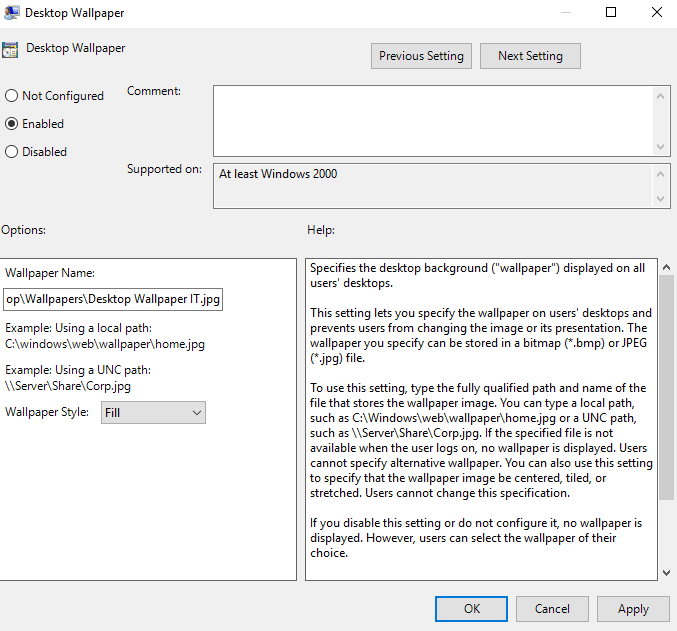 Desktop Wallpaper
Desktop Wallpaper
Previous Setting
Next Setting
Not Configured
Enabled
Disabled
Comment:
Supported on:
At least Windows 2000
Options:
Help:
Wallpaper Name:
op\Wallpapers\Desktop Wallpaper IT.jpg
Example: Using a local path:
C:\windows\web\wallpaper\home.jpg
Example: Using a UNC path:
\\Server\Share\Corp.jpg
Wallpaper Style:
Fill
Specifies the desktop background ("wallpaper") displayed on all
users' desktops.
This setting lets you specify the wallpaper on users' desktops and
prevents users from changing the image or its presentation. The
wallpaper you specify can be stored in a bitmap (*.bmp) or JPEG
(*.jpg) file.
To use this setting, type the fully qualified path and name of the
file that stores the wallpaper image. You can type a local path,
such as C:\Windows\web\wallpaper\home.jpg or a UNC path,
such as \\Server\Share\Corp.jpg. If the specified file is not
available when the user logs on, no wallpaper is displayed. Users
cannot specify alternative wallpaper. You can also use this setting
to specify that the wallpaper image be centered, tiled, or
stretched. Users cannot change this specification.
If you disable this setting or do not configure it, no wallpaper is
displayed. However, users can select the wallpaper of their
choice.
OK
Cancel
Apply